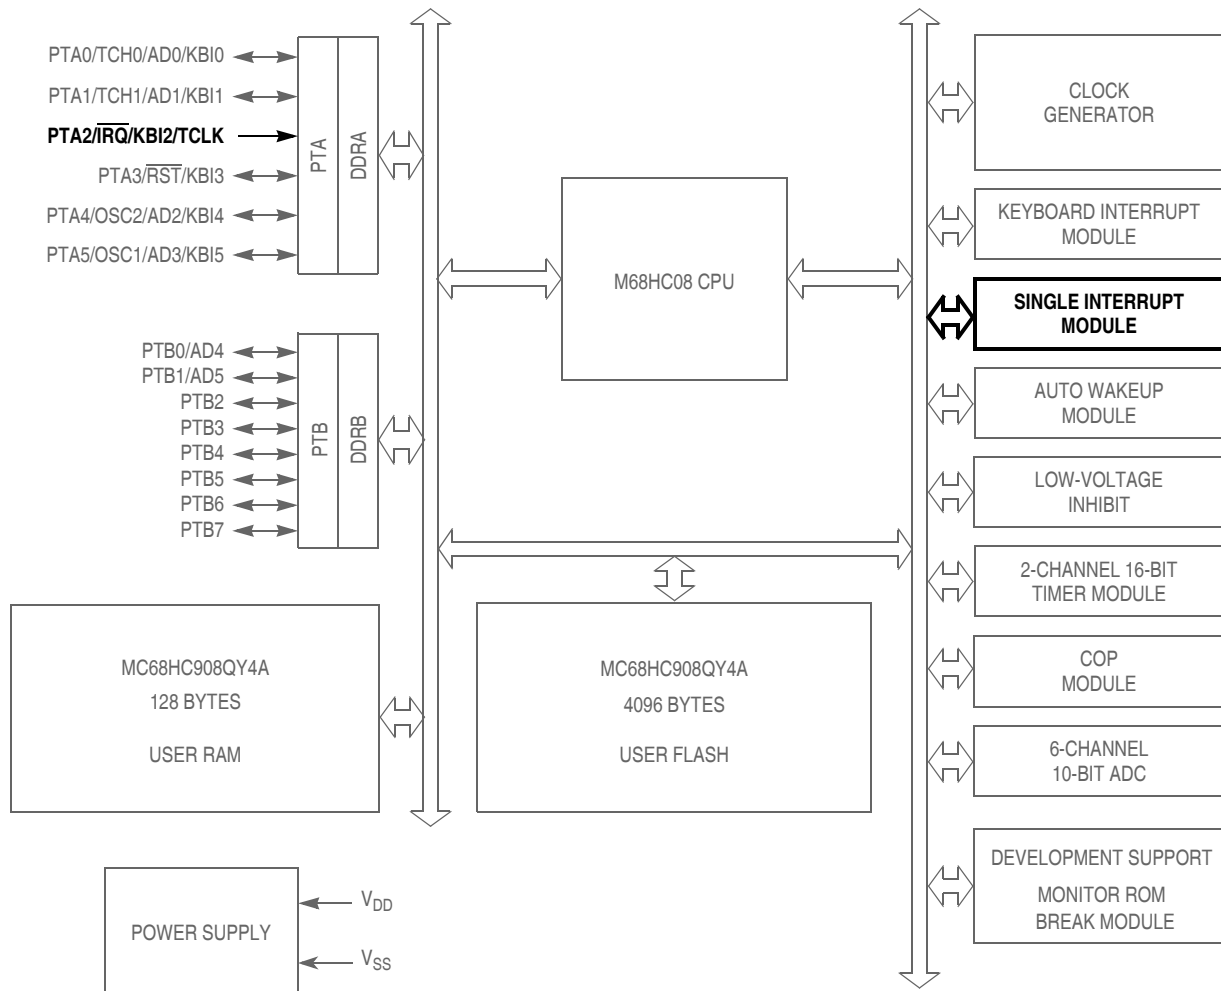 PTA0/TCH0/AD0/KBI0
PTA1/TCH1/AD1/KBI1
PTA2/IRQ/KBI2/TCLK
PTA3/RST/KBI3
PTA4/OSC2/AD2/KBI4
PTA5/OSC1/AD3/KBI5
PTA
DDRA
PTB0/AD4
PTB1/AD5
PTB2
PTB3
PTB4
PTB5
PTB6
PTB7
PTB
DDRB
M68HC08 CPU
MC68HC908QY4A
128 BYTES
USER RAM
MC68HC908QY4A
4096 BYTES
USER FLASH
POWER SUPPLY
VDD
VSS
CLOCK
GENERATOR
KEYBOARD INTERRUPT
MODULE
SINGLE INTERRUPT
MODULE
AUTO WAKEUP
MODULE
LOW-VOLTAGE
INHIBIT
2-CHANNEL 16-BIT
TIMER MODULE
COP
MODULE
6-CHANNEL
10-BIT ADC
DEVELOPMENT SUPPORT
MONITOR ROM
BREAK MODULE